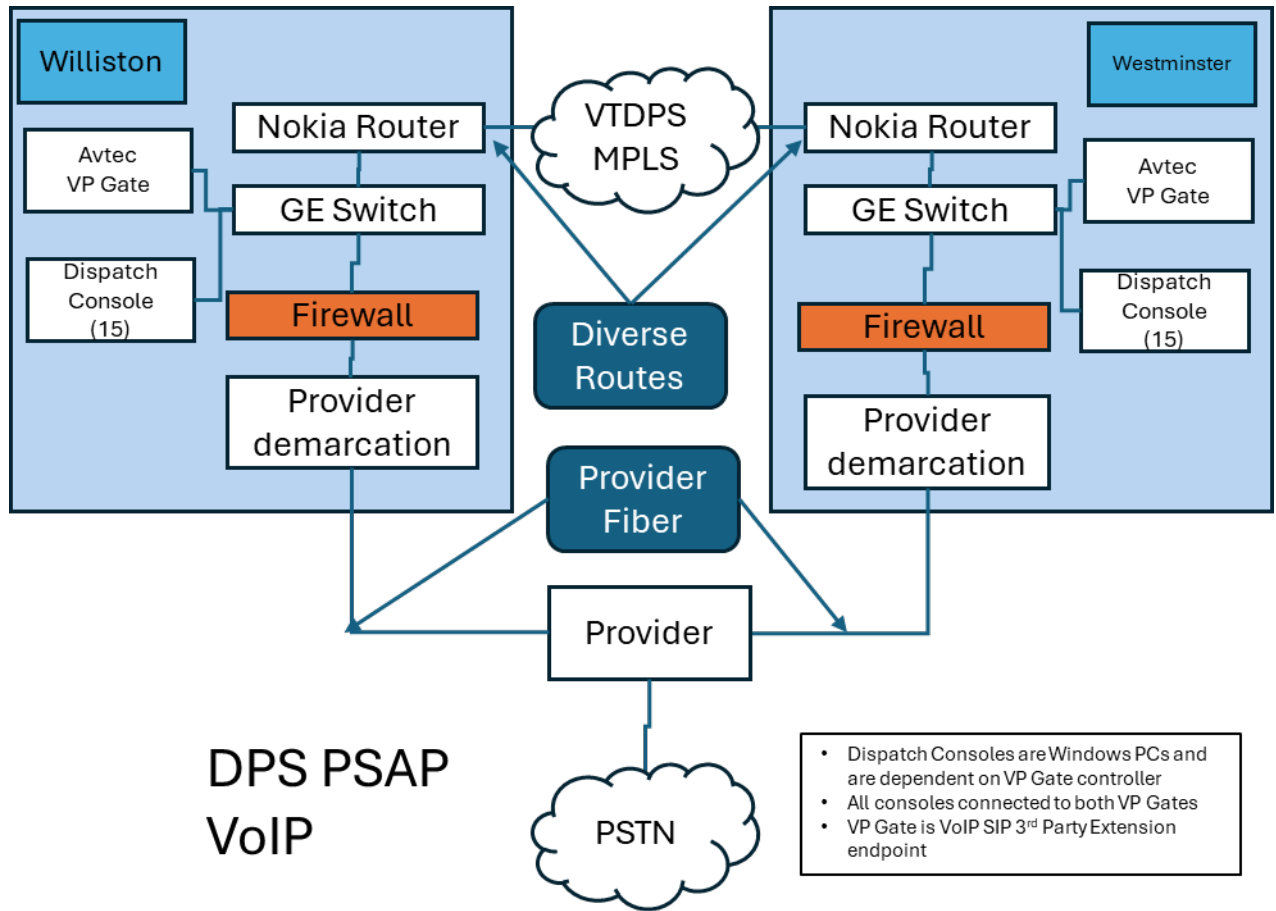 Williston
Nokia Router
Avtec
VP Gate
GE Switch
Dispatch
Console
(15)
Firewall
Provider
demarcation
VTDPS
MPLS
Diverse
Routes
Provider
Fiber
Westminster
Nokia Router
Avtec
VP Gate
GE Switch
Dispatch
Console
(15)
Firewall
Provider
demarcation
Provider
PSTN
DPS PSAP
VoIP
• Dispatch Consoles are Windows PCs and
are dependent on VP Gate controller
• All consoles connected to both VP Gates
• VP Gate is VoIP SIP 3rd Party Extension
endpoint